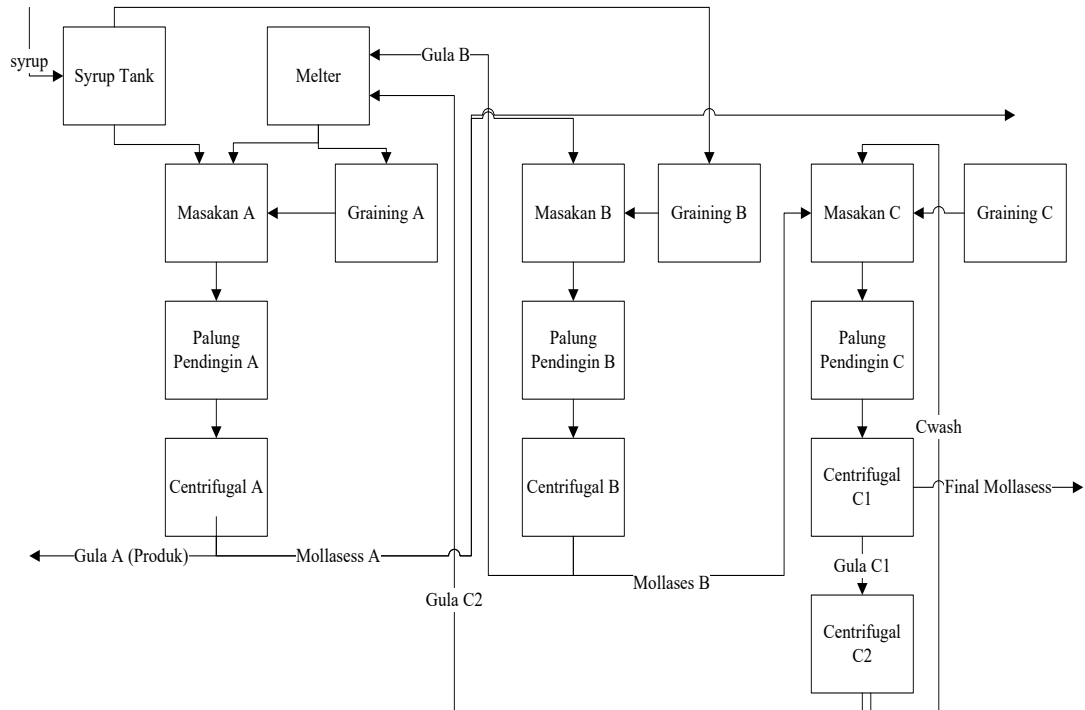 syrup
Syrup Tank
Melter
Gula B
Masakan A
Graining A
Masakan B
Graining B
Masakan C
Graining C
Palung
Pendingin A
Palung
Pendingin B
Palung
Pendingin C
Cwash
Centrifugal A
Centrifugal B
Centrifugal
C1
Final Mollasess
Gula A (Produk)
Mollasess A
Gula C1
Mollases B
Gula C2
Centrifugal
C2